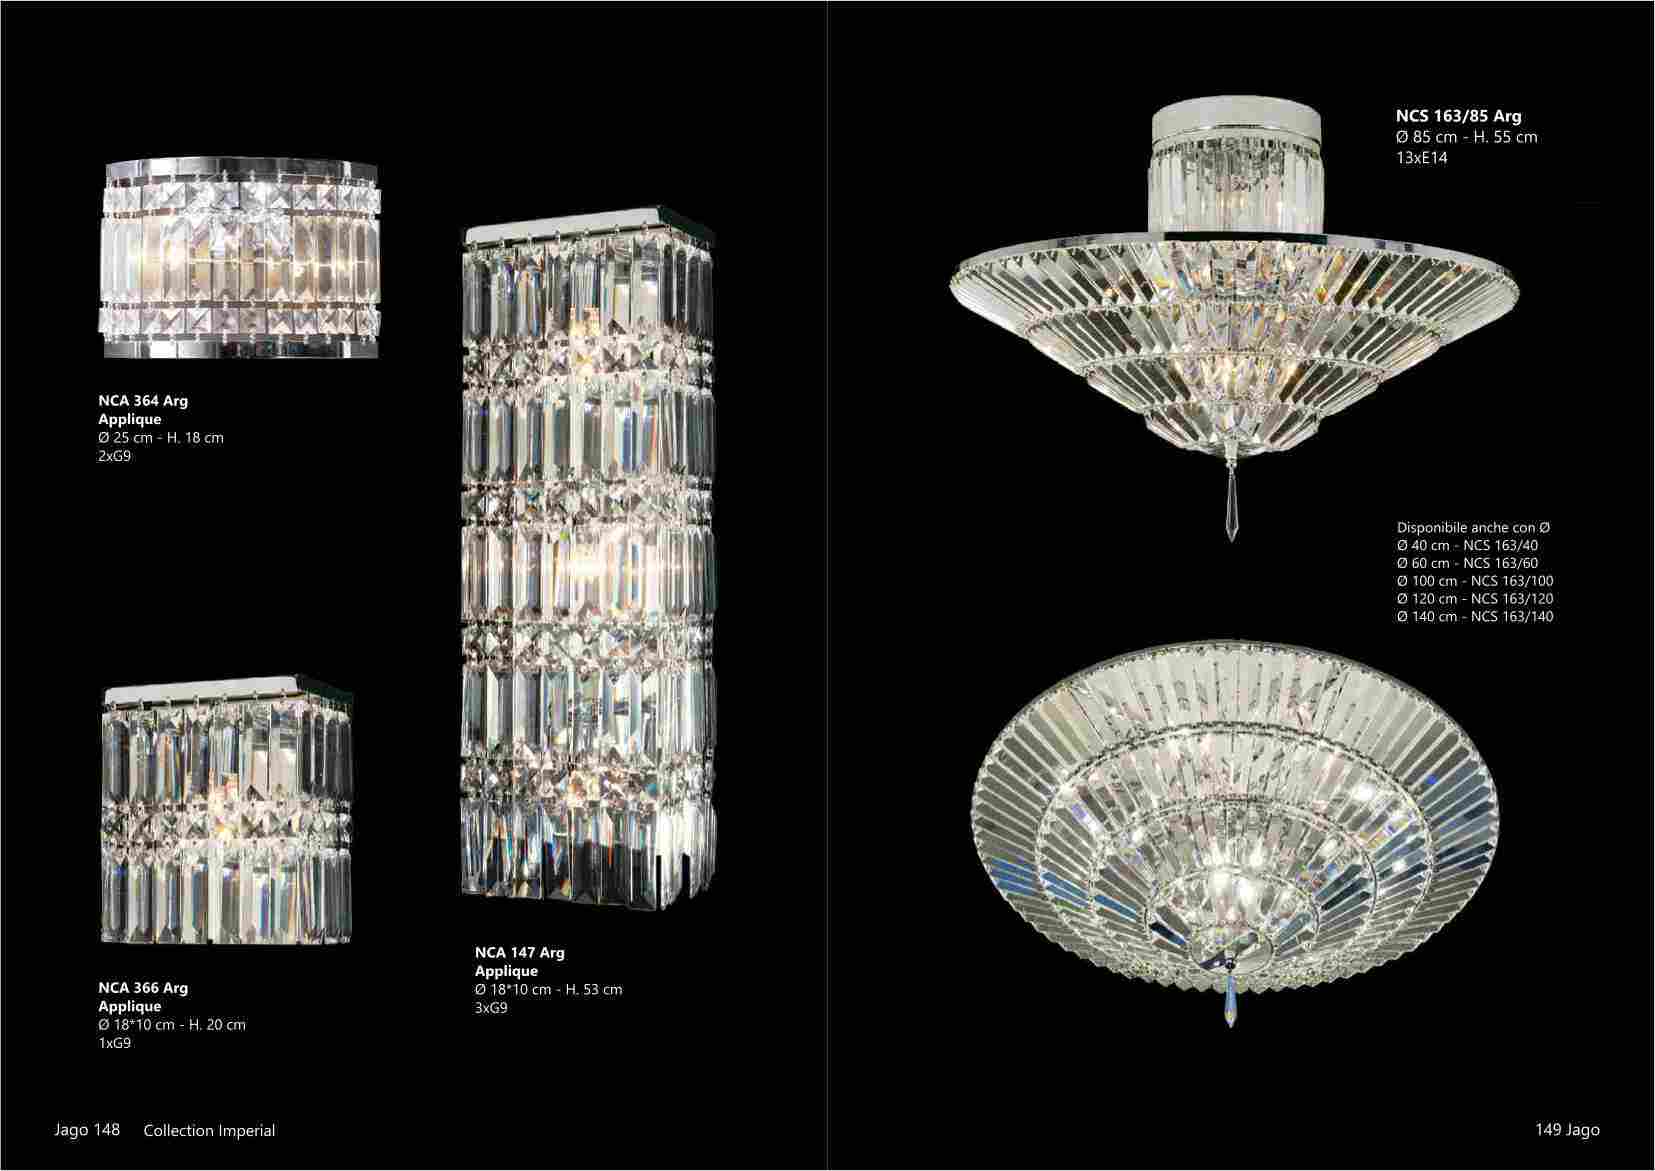 NCA 364 Arg
Applique
Ø 25 cm - H. 18 cm
2xG9
NCA 366 Arg
Applique
Ø 18*10 cm - H. 20 cm
1xG9
NCA 147 Arg
Applique
Ø 18*10 cm - H. 53 cm
3xG9
Jago 148 Collection Imperial
NCS 163/85 Arg
Ø 85 cm - H. 55 cm
13xE14
Disponibile anche con Ø
Ø 40 cm - NCS 163/40
Ø 60 cm - NCS 163/60
Ø 100 cm - NCS 163/100
Ø 120 cm - NCS 163/120
Ø 140 cm - NCS 163/140
149 Jago